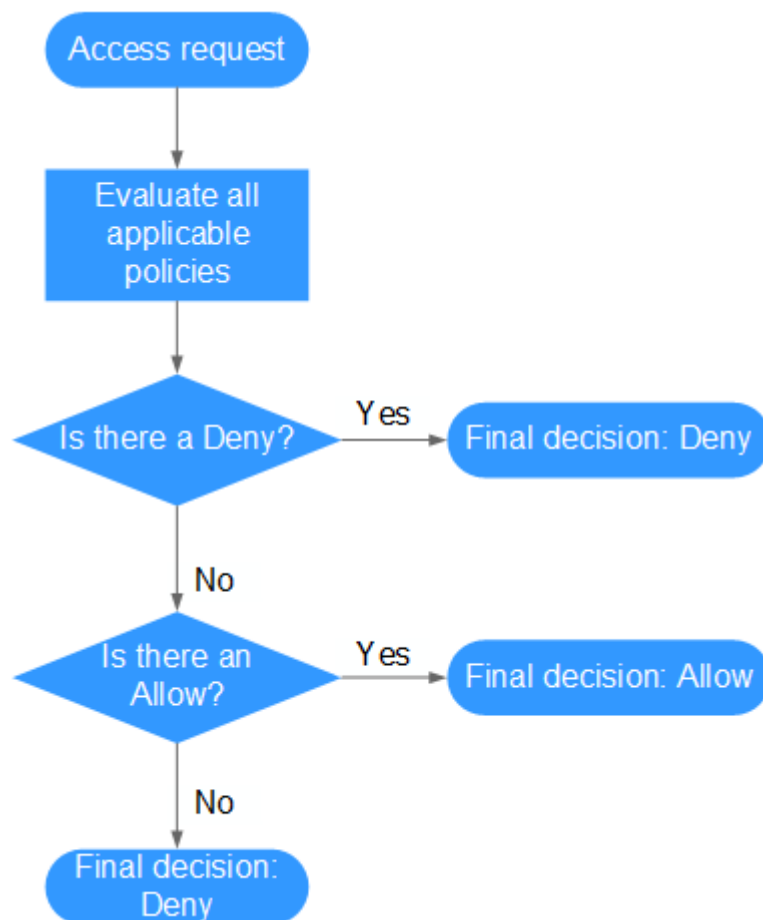 Access request
Evaluate all
applicable
policies
Is there a Deny?
Yes
Final decision: Deny
No
Is there an
Allow?
Yes
Final decision: Allow
No
Final decision:
Deny